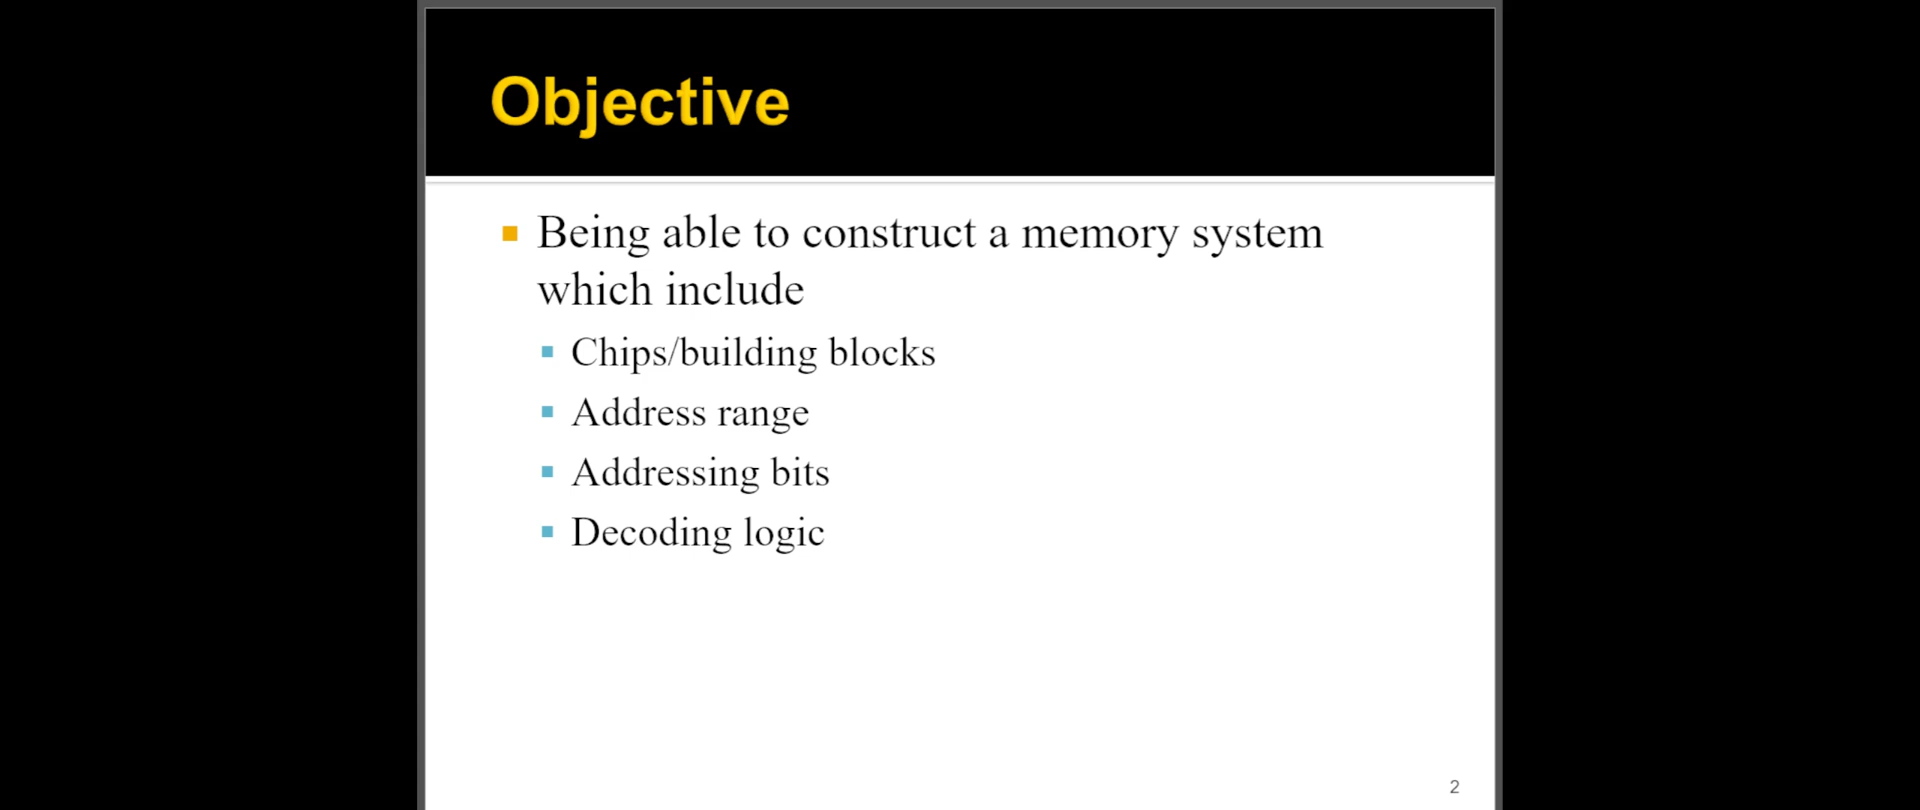 Objective
Being able to construct a memory system
which include
Chips/building blocks
Address range
Addressing bits
Decoding logic
2